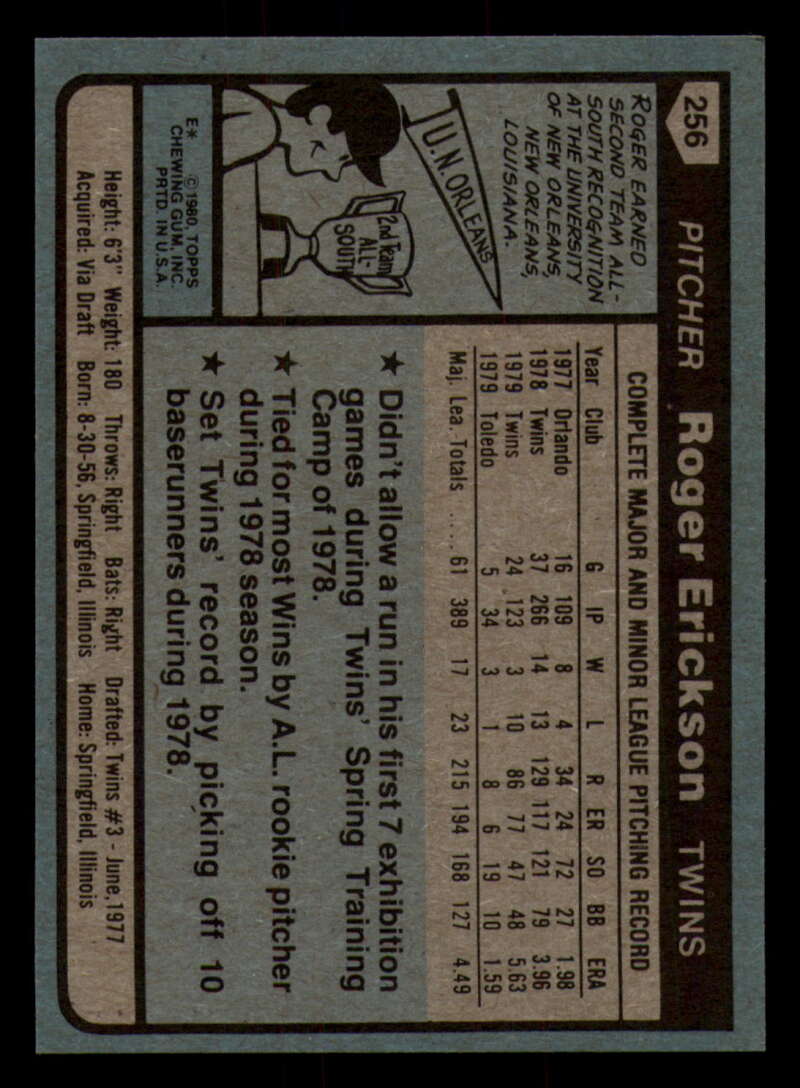 256 PITCHER Roger Erickson TWINS
ROGER EARNED
SECOND TEAM ALL-
SOUTH RECOGNITION
AT THE UNIVERSITY
OF NEW ORLEANS,
NEW ORLEANS,
LOUISIANA.
U.N. ORLEANS
2nd Team
ALL-
SOUTH
E* ©1980, TOPPS
CHEWING GUM, INC.
PRTD. IN U.S.A.
COMPLETE MAJOR AND MINOR LEAGUE PITCHING RECORD
Year Club G IP W L R ER SO BB ERA
1977 Orlando 16 109 8 4 34 24 72 27 1.98
1978 Twins 37 266 14 13 129 117 121 79 3.96
1979 Twins 24 123 3 10 86 77 47 48 5.63
1979 Toledo 5 34 3 1 8 6 19 10 1.59
Maj. Lea. Totals ..... 61 389 17 23 215 194 168 127 4.49
★ Didn't allow a run in his first 7 exhibition
games during Twins' Spring Training
Camp of 1978.
★ Tied for most Wins by A.L. rookie pitcher
during 1978 season.
★ Set Twins' record by picking off 10
baserunners during 1978.
Height: 6'3" Weight: 180 Throws: Right Bats: Right Drafted: Twins #3 - June, 1977
Acquired: Via Draft Born: 8-30-56, Springfield, Illinois Home: Springfield, Illinois